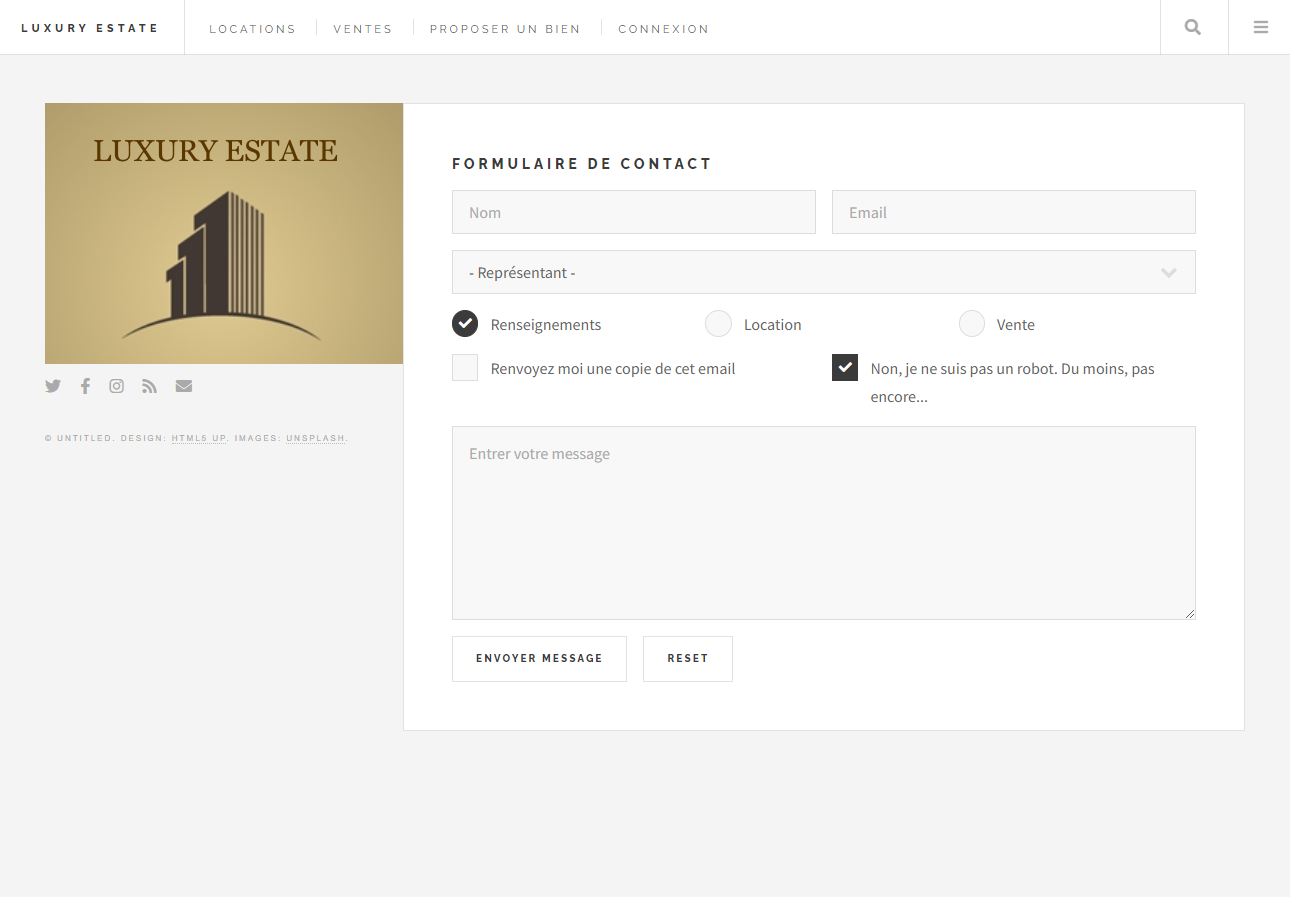 LUXURY ESTATE
LOCATIONS
VENTES
PROPOSER UN BIEN
CONNEXION
LUXURY ESTATE
© UNTITLED. DESIGN: HTML5 UP. IMAGES: UNSPLASH.
FORMULAIRE DE CONTACT
Nom
Email
- Représentant -
Renseignements
Location
Vente
Renvoyez moi une copie de cet email
Non, je ne suis pas un robot. Du moins, pas
encore...
Entrer votre message
ENVOYER MESSAGE
RESET